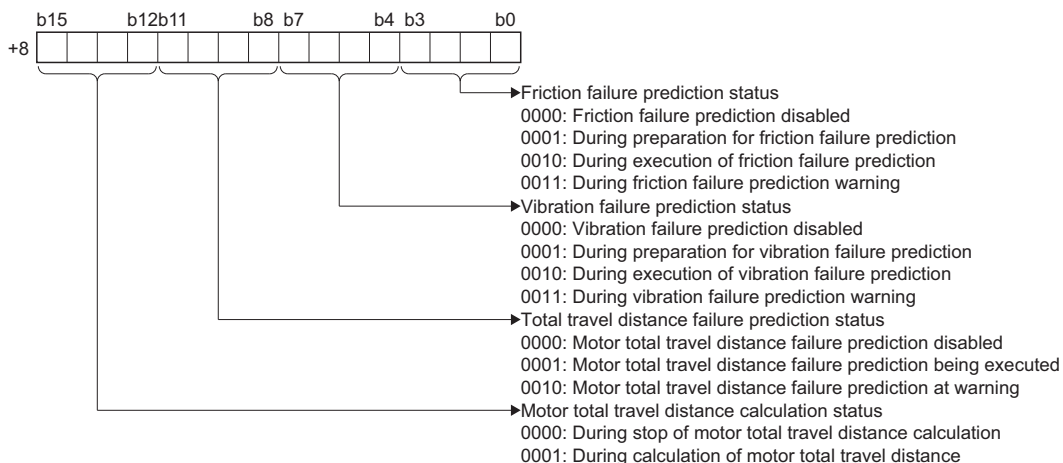 b15 b12 b11 b8 b7 b4 b3 b0
+8
Friction failure prediction status
0000: Friction failure prediction disabled
0001: During preparation for friction failure prediction
0010: During execution of friction failure prediction
0011: During friction failure prediction warning
Vibration failure prediction status
0000: Vibration failure prediction disabled
0001: During preparation for vibration failure prediction
0010: During execution of vibration failure prediction
0011: During vibration failure prediction warning
Total travel distance failure prediction status
0000: Motor total travel distance failure prediction disabled
0001: Motor total travel distance failure prediction being executed
0010: Motor total travel distance failure prediction at warning
Motor total travel distance calculation status
0000: During stop of motor total travel distance calculation
0001: During calculation of motor total travel distance